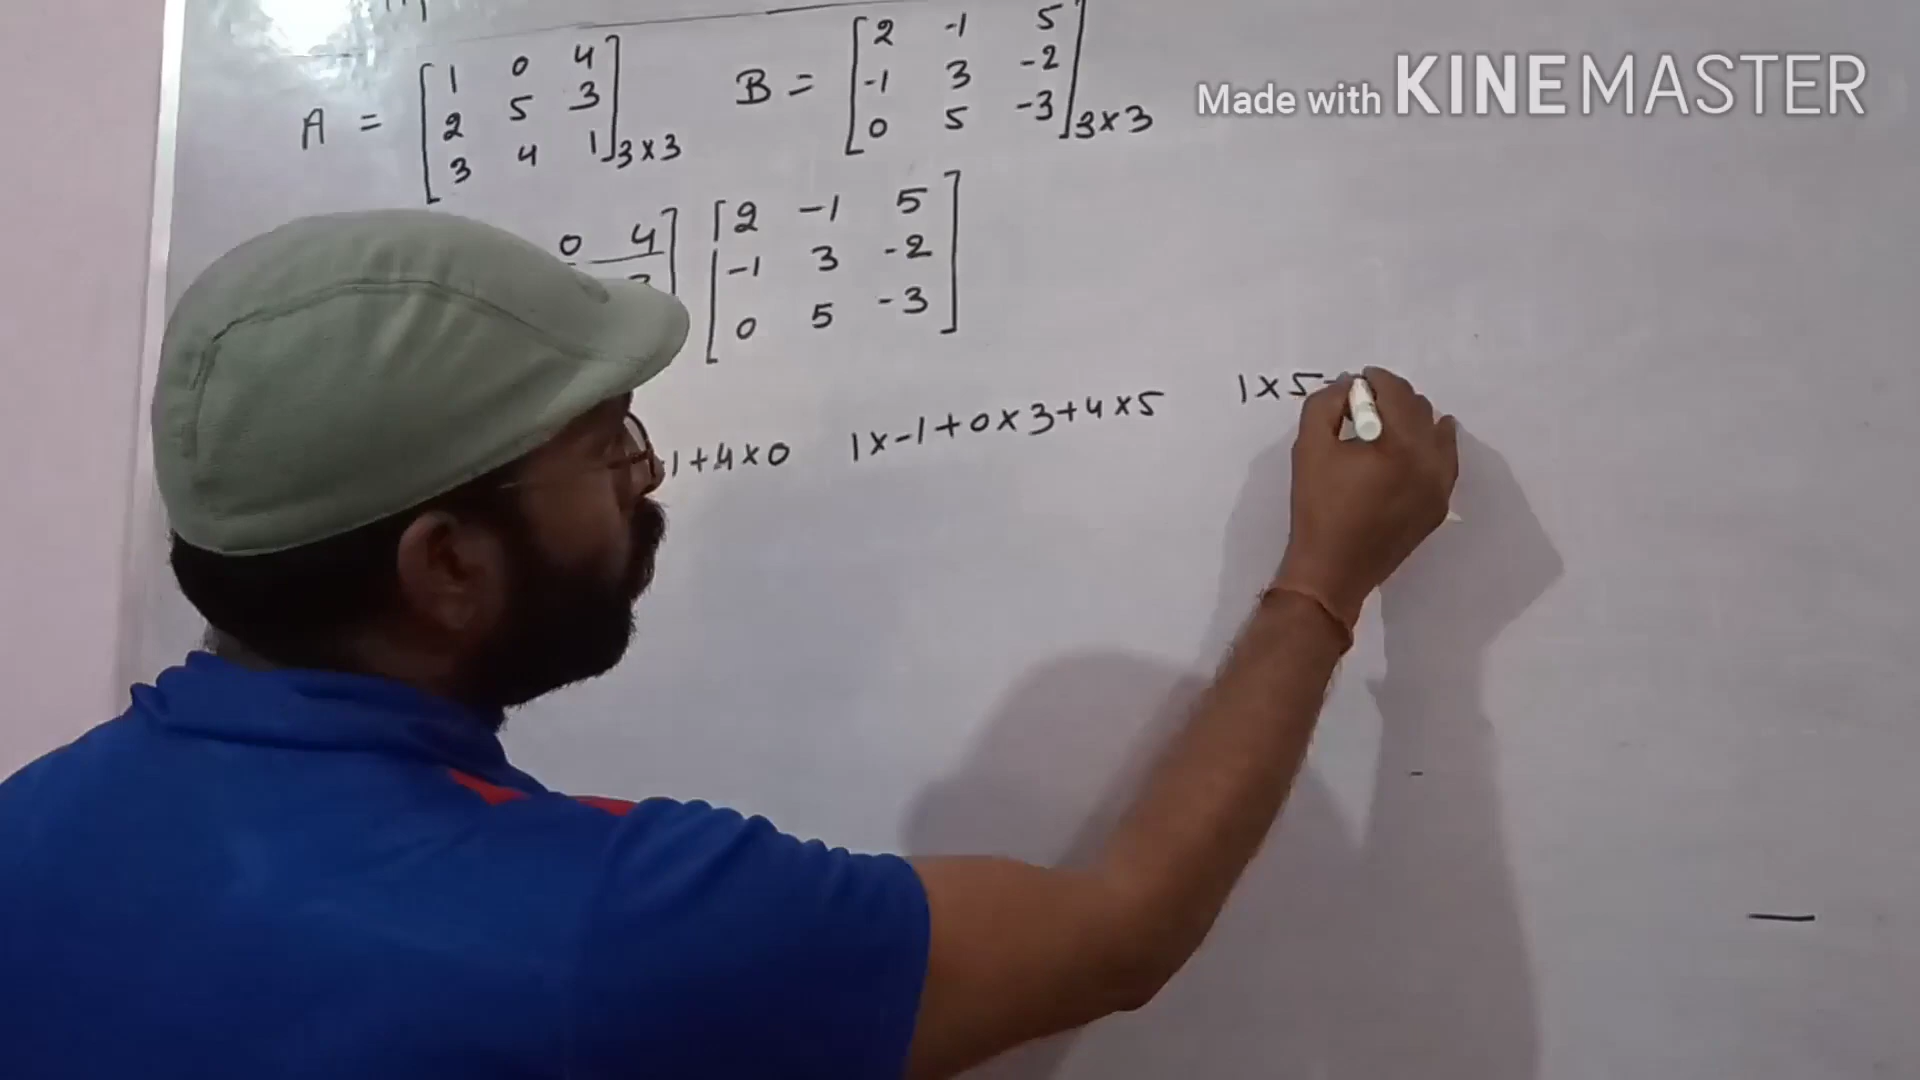 A = [ 1 0 4
2 5 3
3 4 1 ]3×3
B = [ 2 -1 5
-1 3 -2
0 5 -3 ]3×3
Made with KINEMASTER
0 4 ] [ 2 -1 5
-1 3 -2
0 5 -3 ]
1+4×0 1×-1+0×3+4×5 1×5